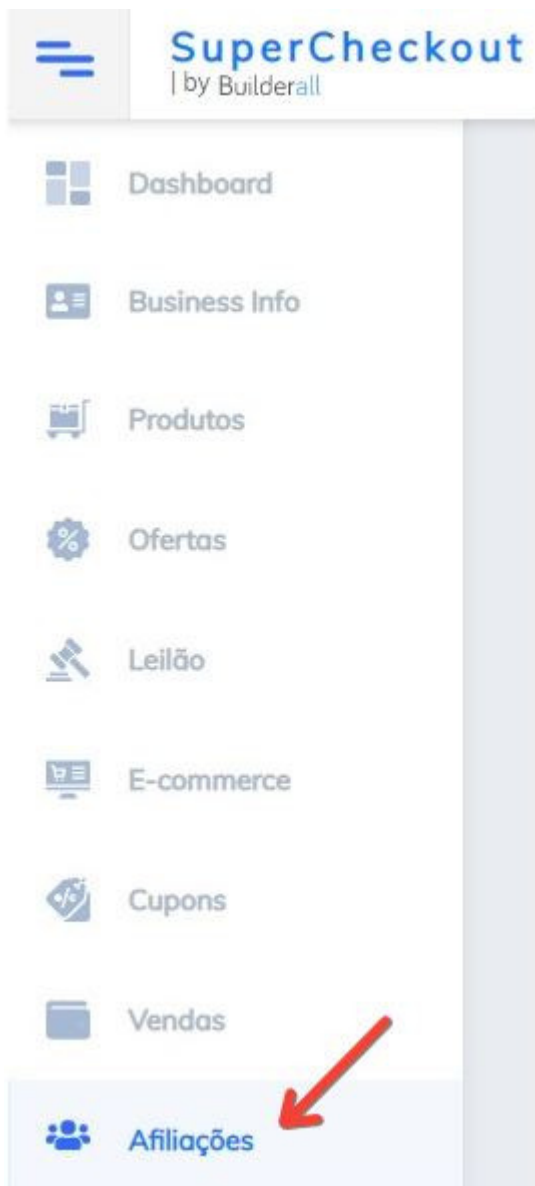 SuperCheckout
| by Builderall
Dashboard
Business Info
Produtos
Ofertas
Leilão
E-commerce
Cupons
Vendas
Afiliações